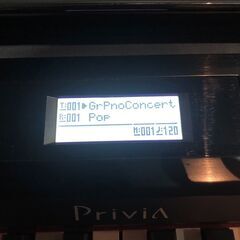 T:001▶GrPnoConcert
R:001 Pop
M:001 ♩:120
Privia